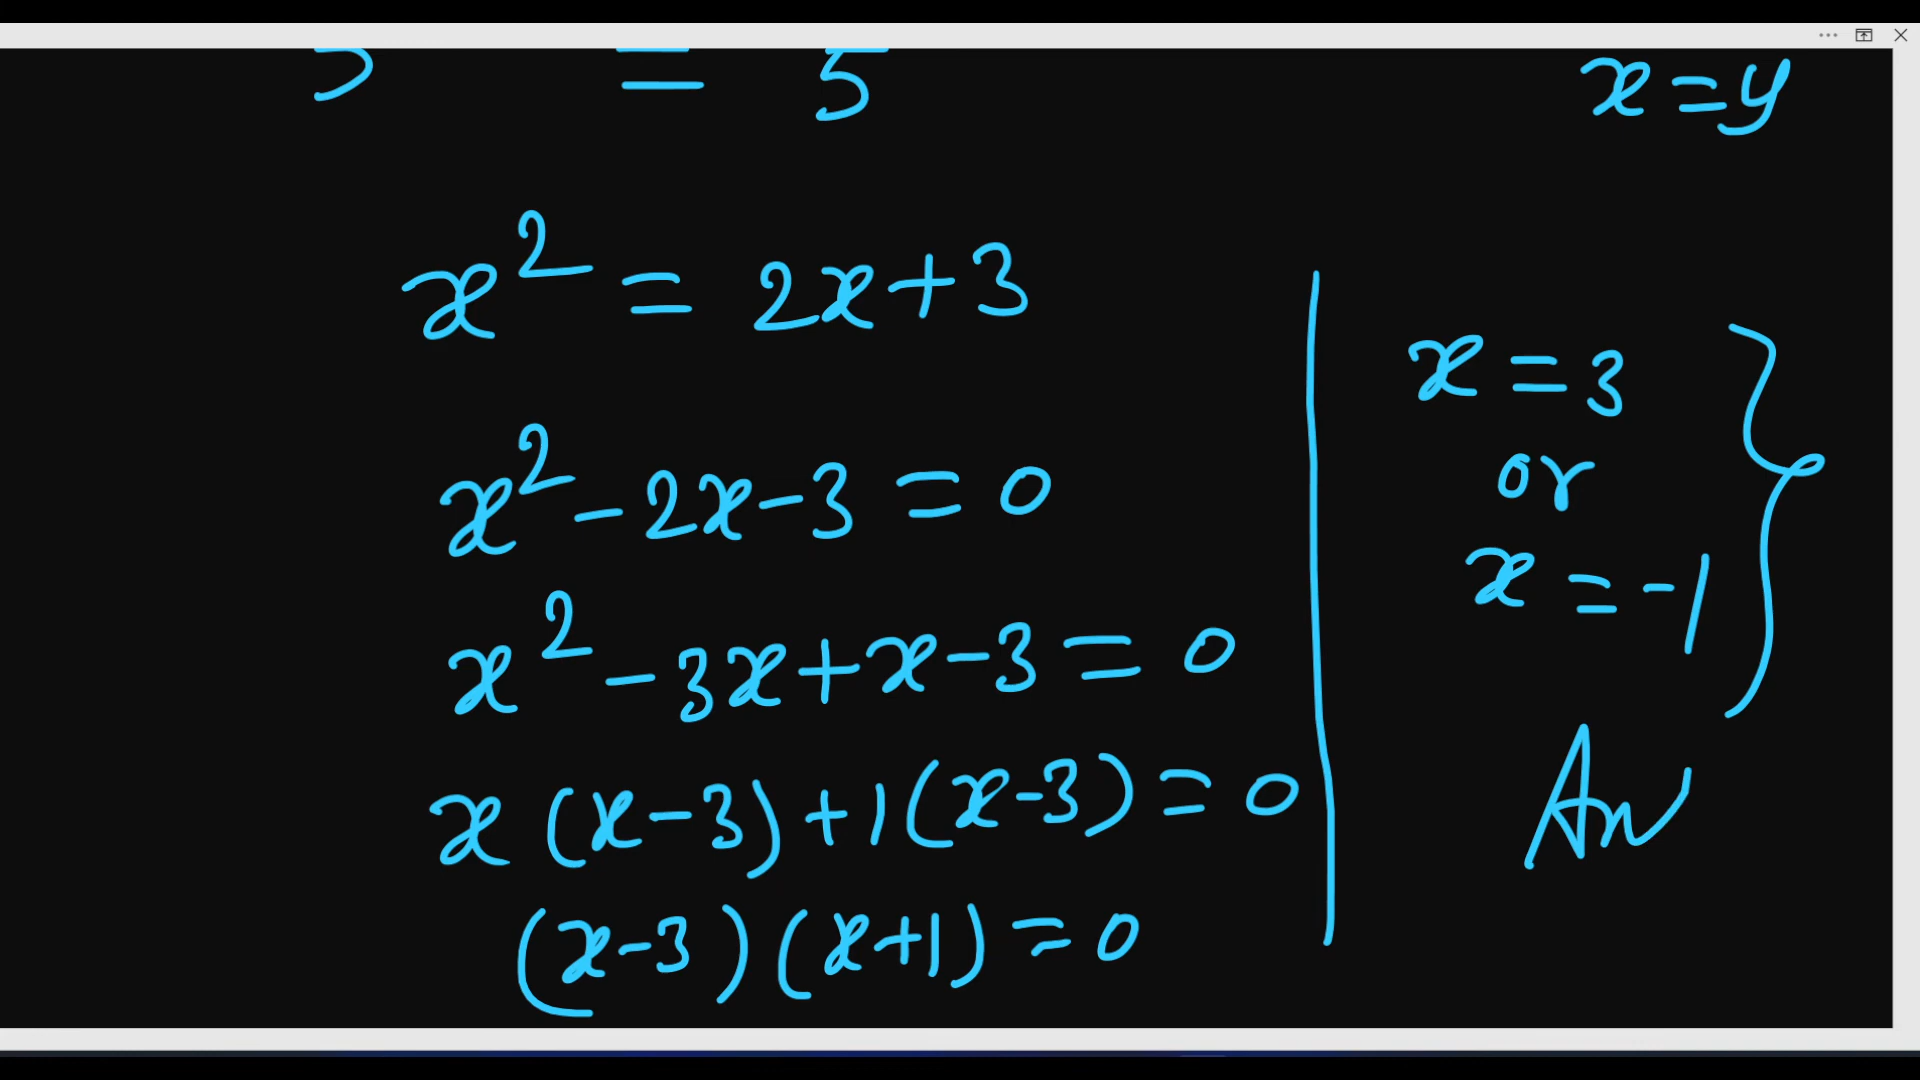 5 = 5
x = y
x² = 2x + 3
x² - 2x - 3 = 0
x² - 3x + x - 3 = 0
x (x - 3) + 1 (x - 3) = 0
(x - 3) (x + 1) = 0
x = 3
or
x = -1
An